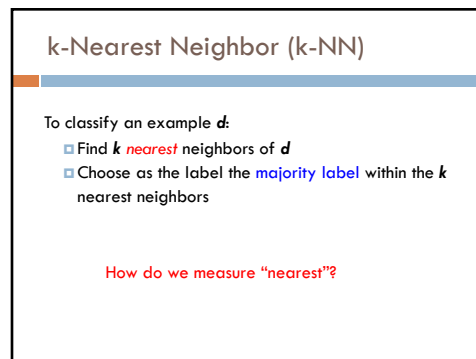 k-Nearest Neighbor (k-NN)
To classify an example d:
Find k nearest neighbors of d
Choose as the label the majority label within the k
nearest neighbors
How do we measure “nearest”?